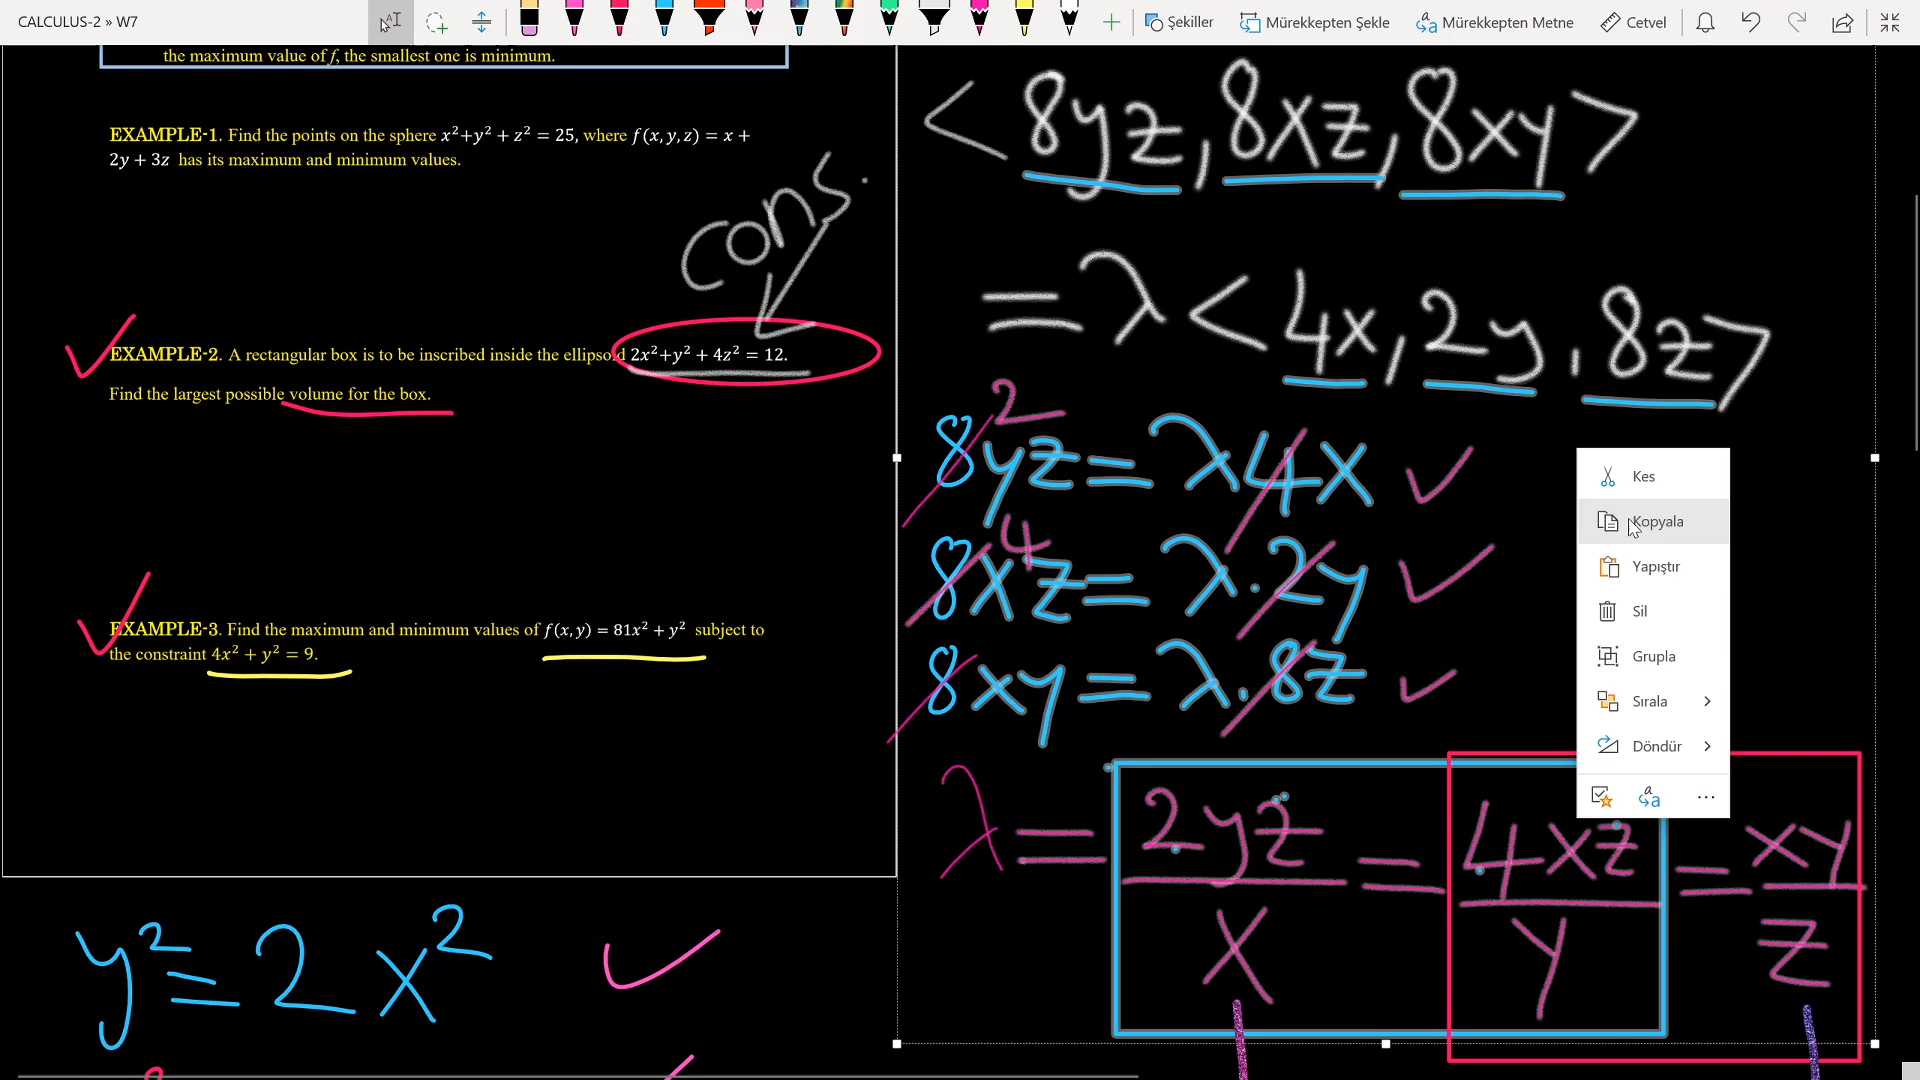 CALCULUS-2 » W7
Şekiller
Mürekkepten Şekle
Mürekkepten Metne
Cetvel
the maximum value of f, the smallest one is minimum.
EXAMPLE-1. Find the points on the sphere x²+y² + z² = 25, where f(x, y, z) = x +
2y + 3z has its maximum and minimum values.
cons.
EXAMPLE-2. A rectangular box is to be inscribed inside the ellipsoid 2x²+y² + 4z² = 12.
Find the largest possible volume for the box.
EXAMPLE-3. Find the maximum and minimum values of f(x, y) = 81x² + y² subject to
the constraint 4x² + y² = 9.
y² = 2x²
<8yz, 8xz, 8xy>
= λ<4x, 2y, 8z>
2
8yz = λ4x
4
8xz = λ.2y
8xy = λ.8z
λ = 2yz/x = 4xz/y = xy/z
Kes
Kopyala
Yapıştır
Sil
Grupla
Sırala
Döndür